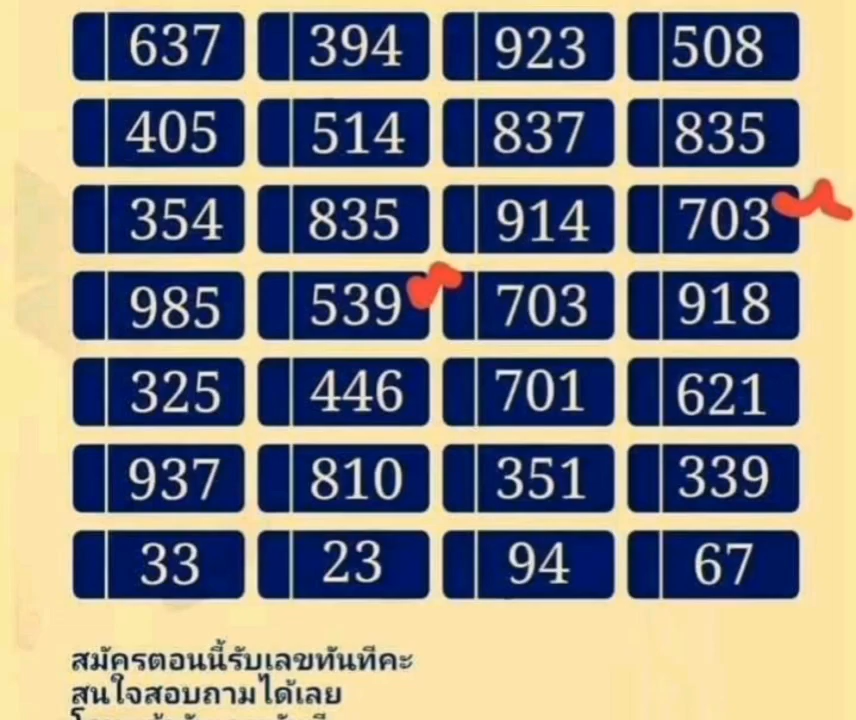 637 394 923 508
405 514 837 835
354 835 914 703
985 539 703 918
325 446 701 621
937 810 351 339
33 23 94 67
สมัครตอนนี้รับเลขทันทีคะ
สนใจสอบถามได้เลย